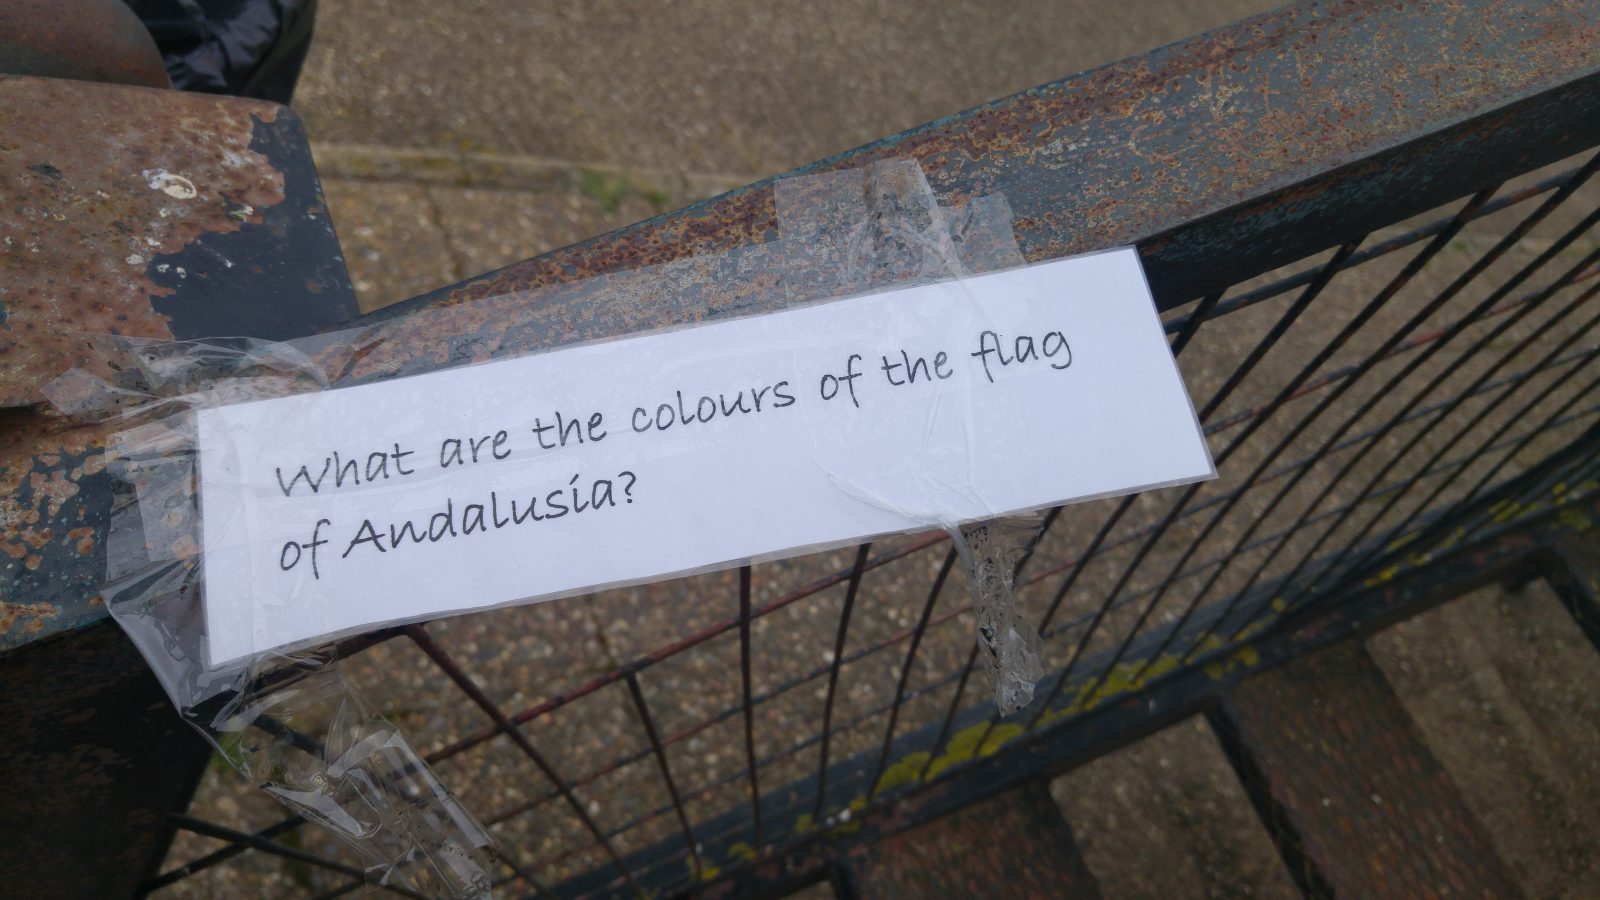 What are the colours of the flag
of Andalusia?